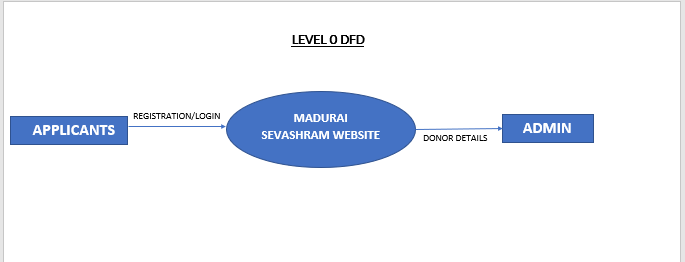 LEVEL 0 DFD
REGISTRATION/LOGIN
APPLICANTS
MADURAI
SEVASHRAM WEBSITE
DONOR DETAILS
ADMIN